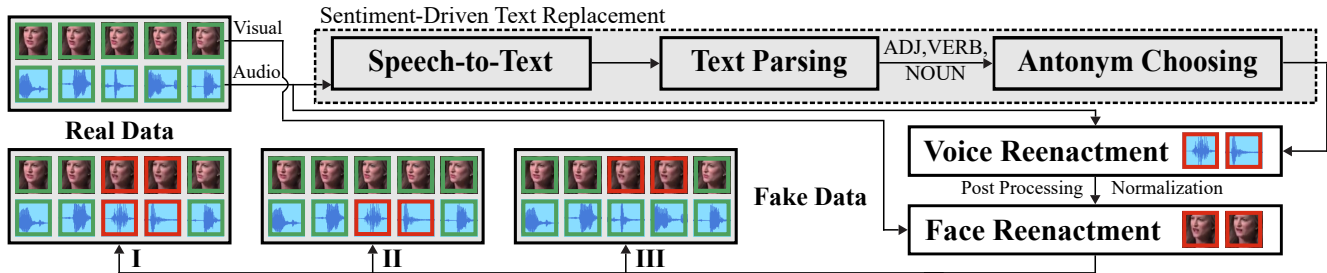 Sentiment-Driven Text Replacement
Visual
Audio
Speech-to-Text
Text Parsing
ADJ,VERB,
NOUN
Antonym Choosing
Real Data
Voice Reenactment
Post Processing
Normalization
Face Reenactment
Fake Data
I
II
III